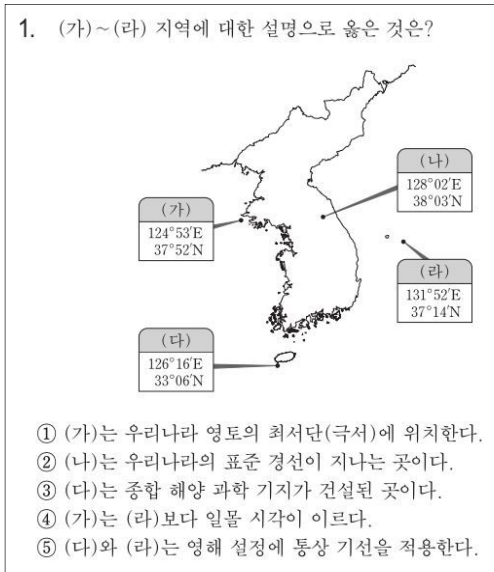 1. (가)~(라) 지역에 대한 설명으로 옳은 것은?
(나)
128°02′E
38°03′N
(가)
124°53′E
37°52′N
(라)
131°52′E
37°14′N
(다)
126°16′E
33°06′N
① (가)는 우리나라 영토의 최서단(극서)에 위치한다.
② (나)는 우리나라의 표준 경선이 지나는 곳이다.
③ (다)는 종합 해양 과학 기지가 건설된 곳이다.
④ (가)는 (라)보다 일몰 시각이 이르다.
⑤ (다)와 (라)는 영해 설정에 통상 기선을 적용한다.